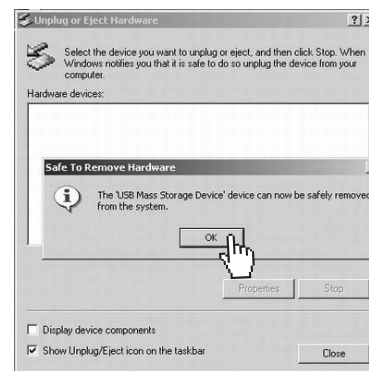 Unplug or Eject Hardware
Select the device you want to unplug or eject, and then click Stop. When
Windows notifies you that it is safe to do so unplug the device from your
computer.
Hardware devices:
Safe To Remove Hardware
The 'USB Mass Storage Device' device can now be safely removed
from the system.
OK
Properties
Stop
Display device components
Show Unplug/Eject icon on the taskbar
Close